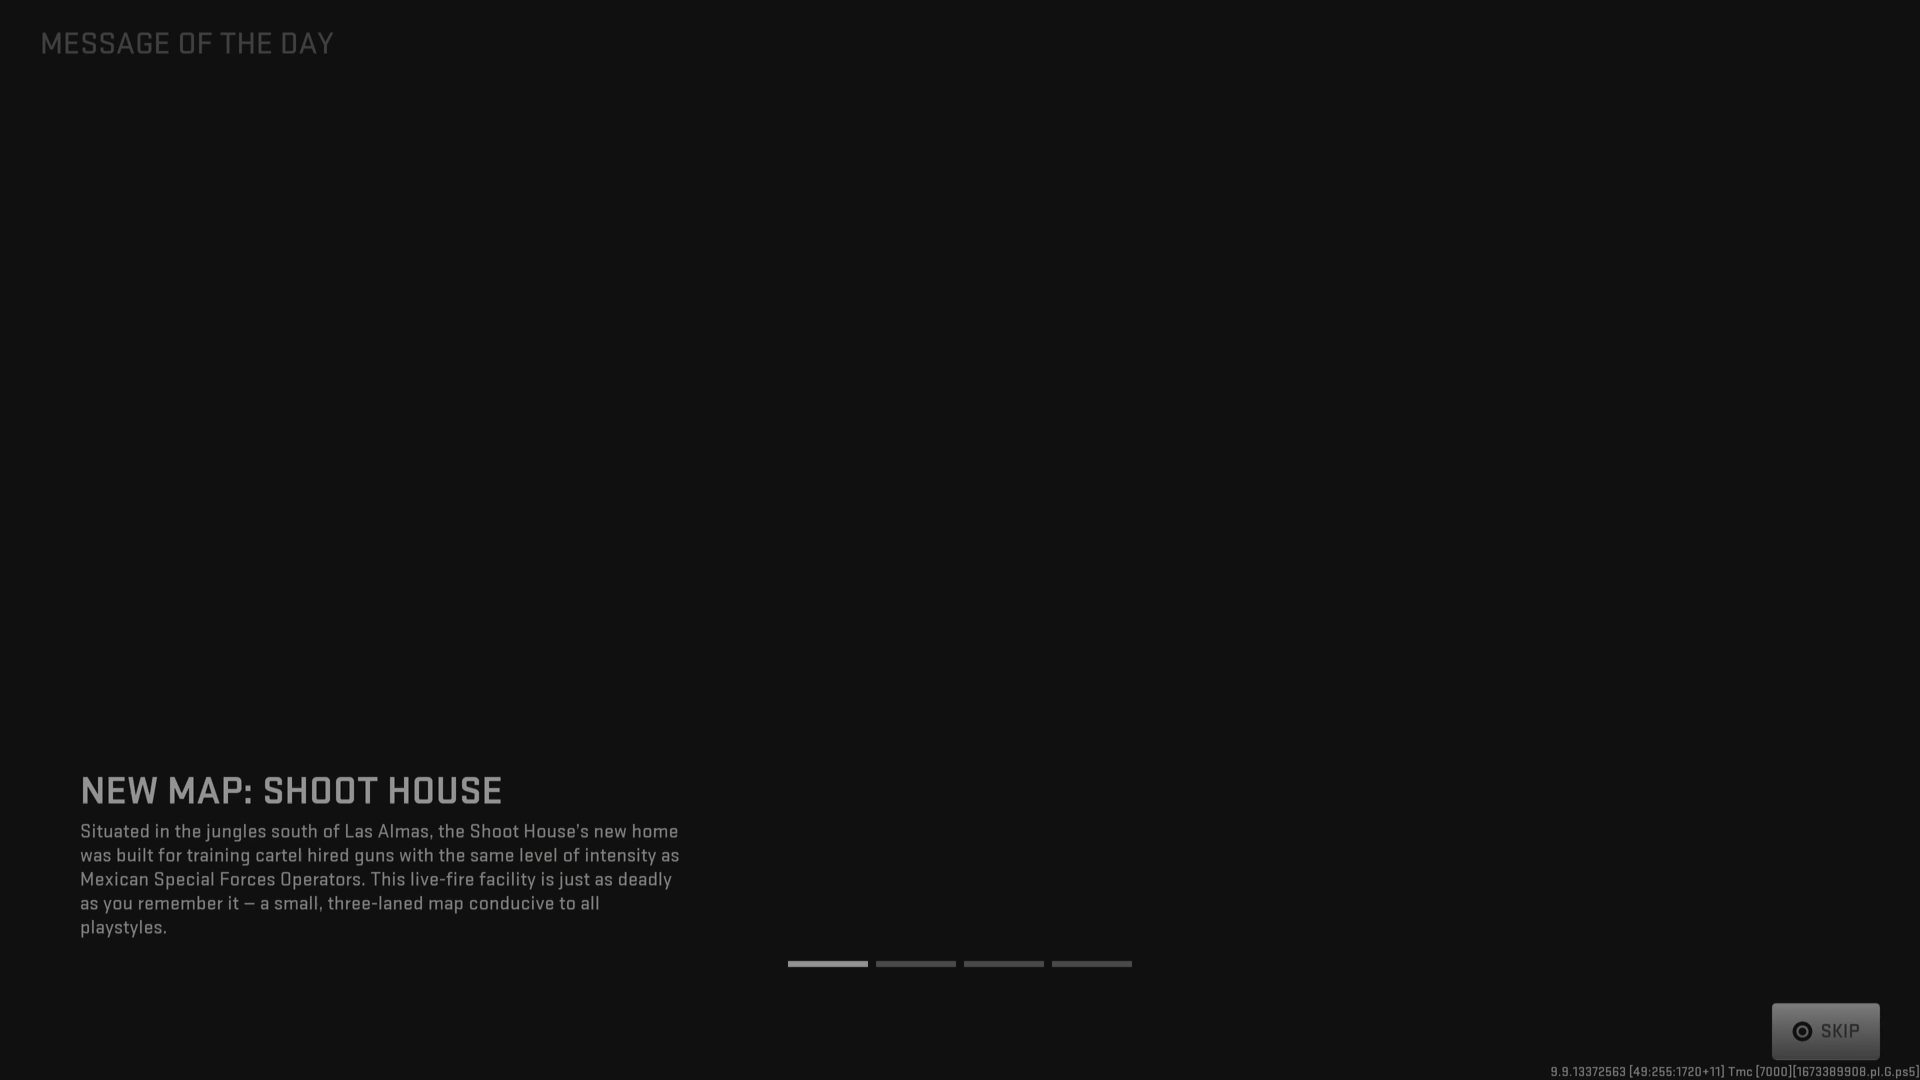 MESSAGE OF THE DAY
NEW MAP: SHOOT HOUSE
Situated in the jungles south of Las Almas, the Shoot House's new home
was built for training cartel hired guns with the same level of intensity as
Mexican Special Forces Operators. This live-fire facility is just as deadly
as you remember it — a small, three-laned map conducive to all
playstyles.
SKIP
9.9.13372563 [49:255:1720+11] Tmc [7000][1673389908.pl.G.ps5]